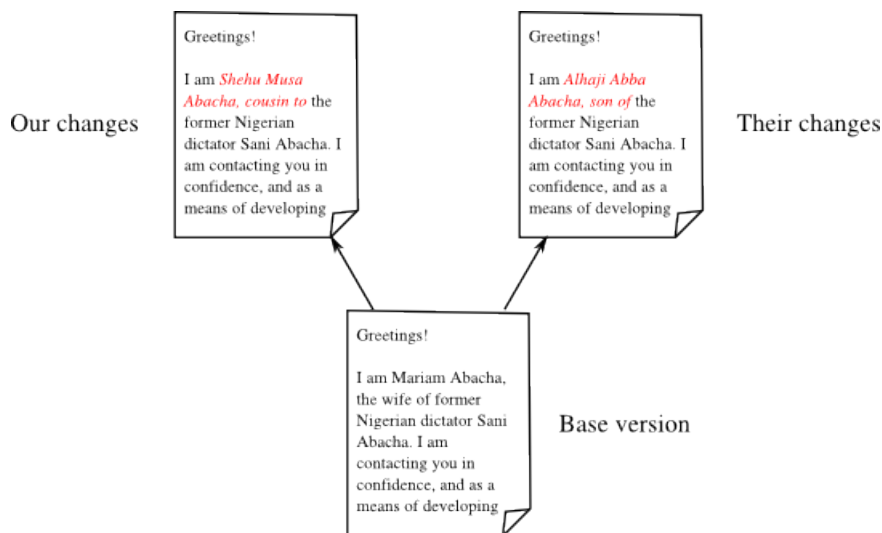 Greetings!
I am Shehu Musa
Abacha, cousin to the
former Nigerian
dictator Sani Abacha. I
am contacting you in
confidence, and as a
means of developing
Our changes
Greetings!
I am Alhaji Abba
Abacha, son of the
former Nigerian
dictator Sani Abacha. I
am contacting you in
confidence, and as a
means of developing
Their changes
Greetings!
I am Mariam Abacha,
the wife of former
Nigerian dictator Sani
Abacha. I am
contacting you in
confidence, and as a
means of developing
Base version